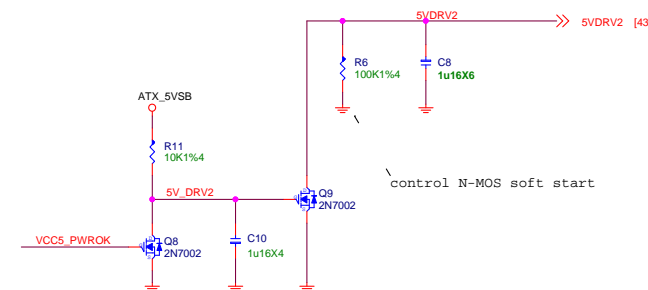 5VDRV2
5VDRV2 [43
R6
100K1%4
C8
1u16X6
ATX_5VSB
R11
10K1%4
control N-MOS soft start
5V_DRV2
Q9
2N7002
VCC5_PWROK
Q8
2N7002
C10
1u16X4